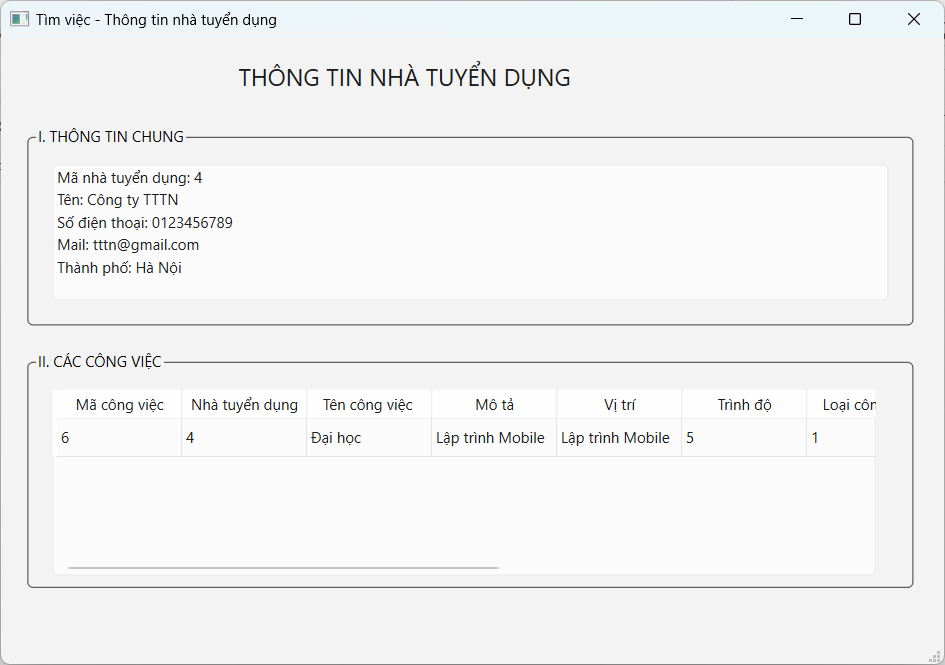 Tìm việc - Thông tin nhà tuyển dụng
THÔNG TIN NHÀ TUYỂN DỤNG
I. THÔNG TIN CHUNG
Mã nhà tuyển dụng: 4
Tên: Công ty TTTN
Số điện thoại: 0123456789
Mail: tttn@gmail.com
Thành phố: Hà Nội
II. CÁC CÔNG VIỆC
Mã công việc Nhà tuyển dụng Tên công việc Mô tả Vị trí Trình độ Loại côn
6 4 Đại học Lập trình Mobile Lập trình Mobile 5 1